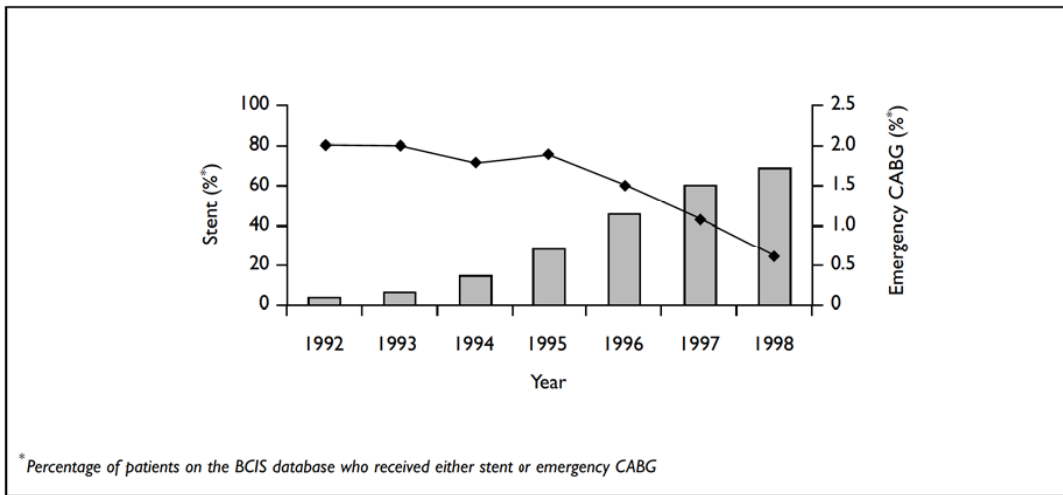 100
80
60
40
20
0
Stent (%*)
2.5
2.0
1.5
1.0
0.5
0
Emergency CABG (%*)
1992 1993 1994 1995 1996 1997 1998
Year
*Percentage of patients on the BCIS database who received either stent or emergency CABG